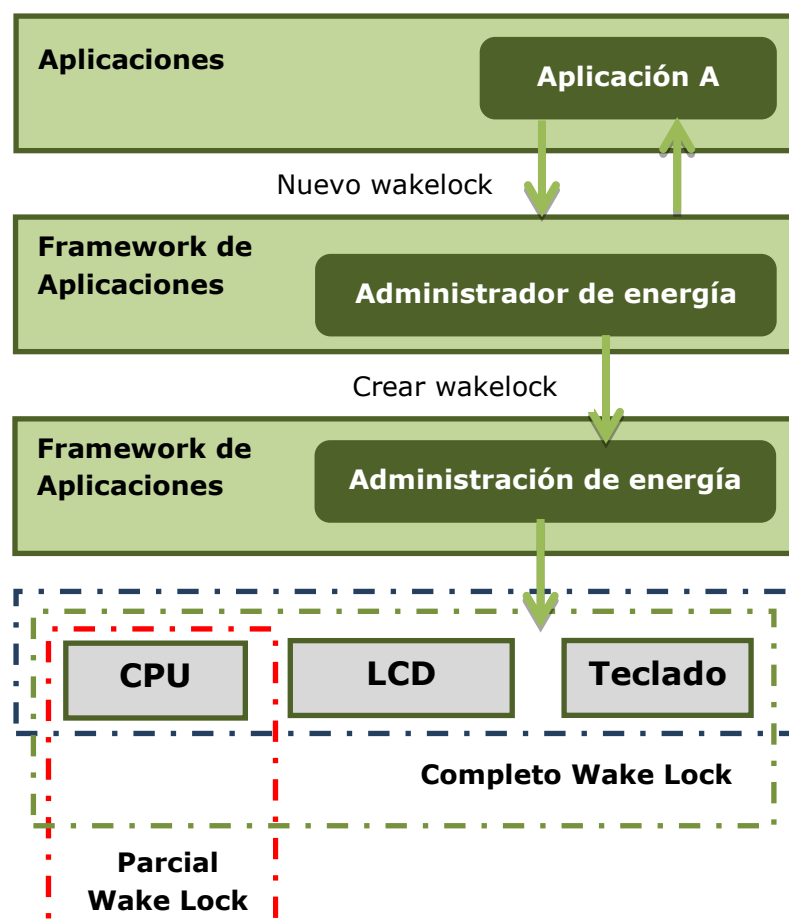 Aplicaciones
Aplicación A
Nuevo wakelock
Framework de
Aplicaciones
Administrador de energía
Crear wakelock
Framework de
Aplicaciones
Administración de energía
CPU
LCD
Teclado
Completo Wake Lock
Parcial
Wake Lock